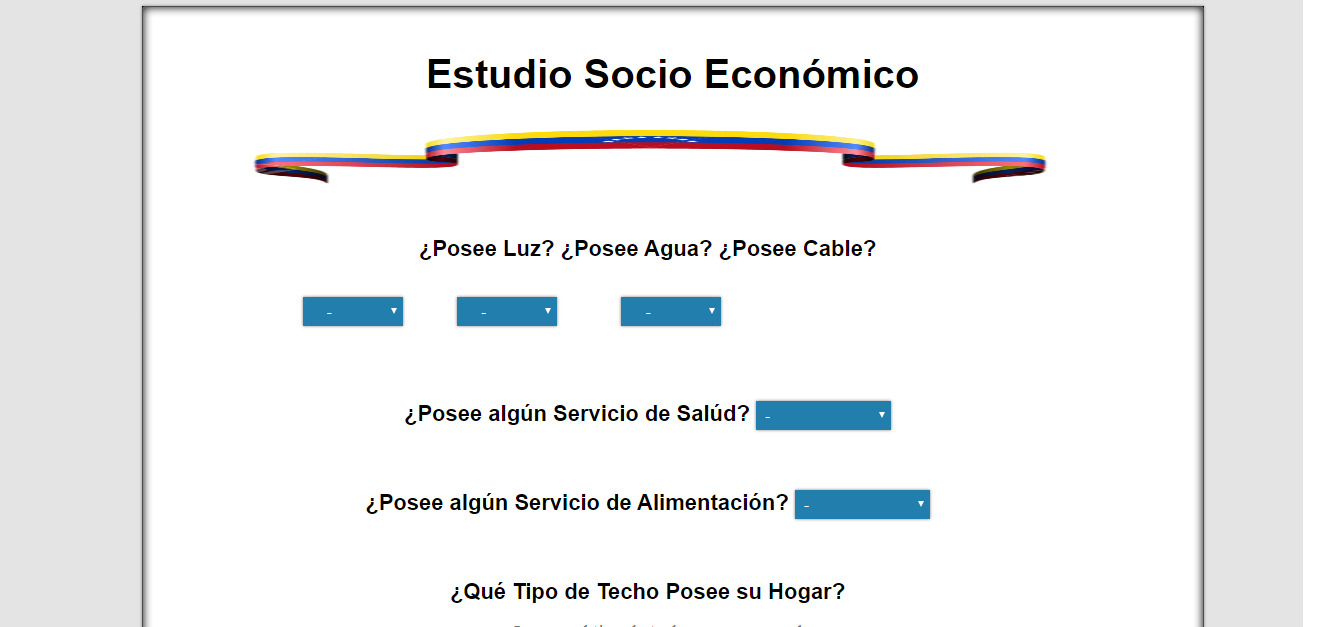 Estudio Socio Económico
¿Posee Luz? ¿Posee Agua? ¿Posee Cable?
- - -
¿Posee algún Servicio de Salúd? -
¿Posee algún Servicio de Alimentación? -
¿Qué Tipo de Techo Posee su Hogar?